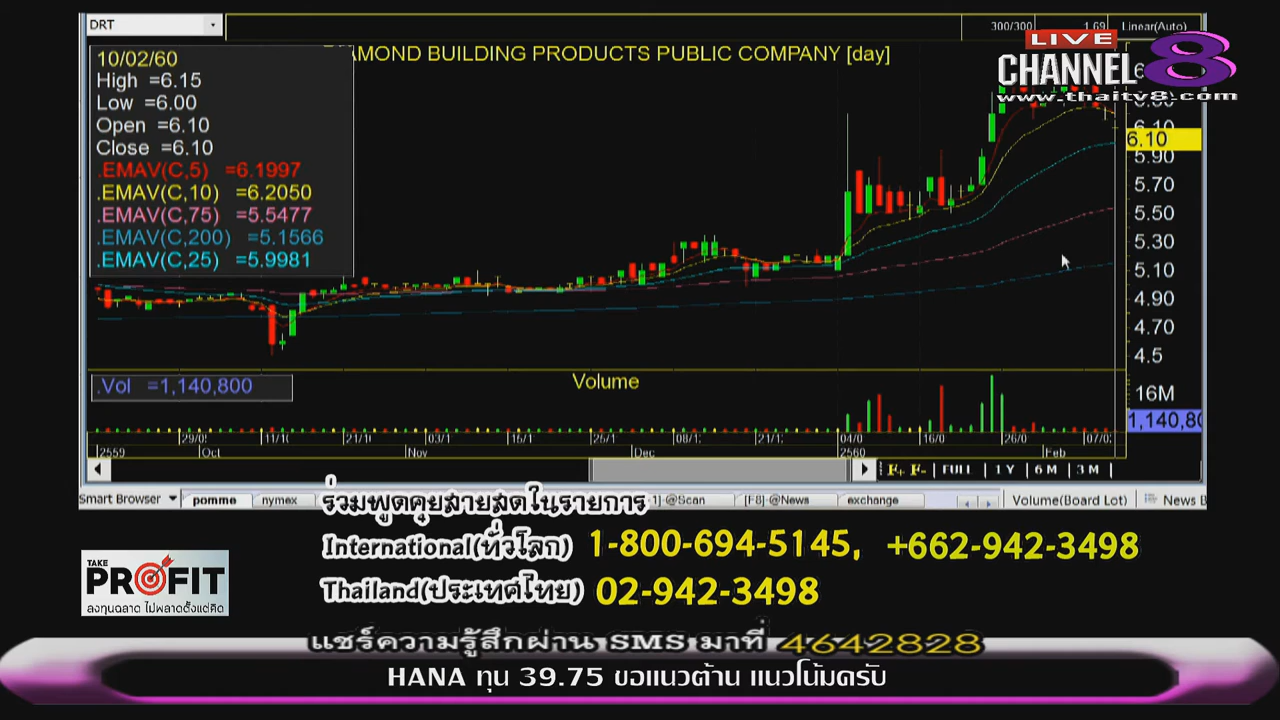 DRT
300/300
1.69
Linear(Auto)
LIVE
CHANNEL 8
www.thaitv8.com
AMOND BUILDING PRODUCTS PUBLIC COMPANY [day]
10/02/60
High =6.15
Low =6.00
Open =6.10
Close =6.10
.EMAV(C,5) =6.1997
.EMAV(C,10) =6.2050
.EMAV(C,75) =5.5477
.EMAV(C,200) =5.1566
.EMAV(C,25) =5.9981
6.10
5.90
5.70
5.50
5.30
5.10
4.90
4.70
4.5
.Vol =1,140,800
Volume
16M
1,140,80
29/0 11/1 21/1 03/1 16/1 25/1 08/1 21/1 04/0 16/0 26/0 07/0
2559 Oct Nov Dec 2560 Feb
F+ F- FULL 1 Y 6 M 3 M
Smart Browser pomme nymex 1]-@Scan [F8]-@News exchange Volume(Board Lot) News B
ร่วมพูดคุยสายสดในรายการ
International(ทั่วโลก) 1-800-694-5145, +662-942-3498
Thailand(ประเทศไทย) 02-942-3498
TAKE
PROFIT
ลงทุนฉลาด ไม่พลาดตั้งแต่คิด
แชร์ความรู้สึกผ่าน SMS มาที่ 4642828
HANA ทุน 39.75 ขอแนวต้าน แนวโน้มครับ